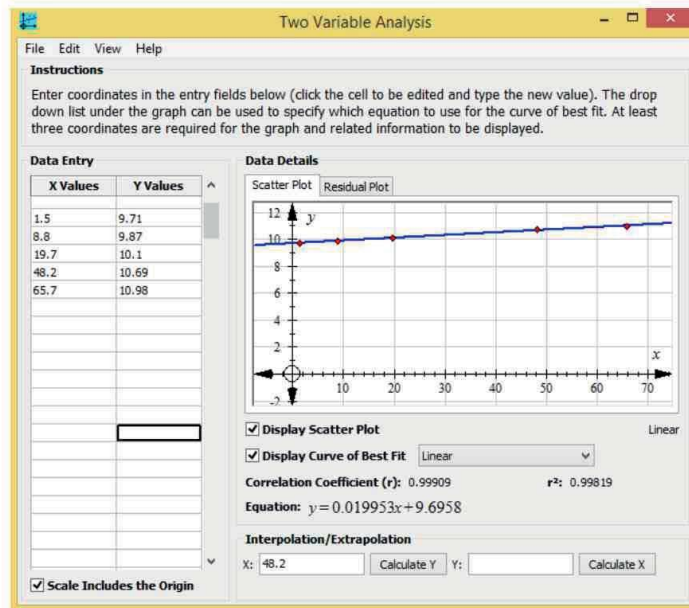 Two Variable Analysis
File Edit View Help
Instructions
Enter coordinates in the entry fields below (click the cell to be edited and type the new value). The drop
down list under the graph can be used to specify which equation to use for the curve of best fit. At least
three coordinates are required for the graph and related information to be displayed.
Data Entry
X Values Y Values
1.5 9.71
8.8 9.87
19.7 10.1
48.2 10.69
65.7 10.98
Scale Includes the Origin
Data Details
Scatter Plot Residual Plot
12 y
10
8
6
4
2
x
10 20 30 40 50 60 70
-2
Display Scatter Plot Linear
Display Curve of Best Fit Linear
Correlation Coefficient (r): 0.99909 r²: 0.99819
Equation: y=0.019953x+9.6958
Interpolation/Extrapolation
X: 48.2 Calculate Y Y: Calculate X